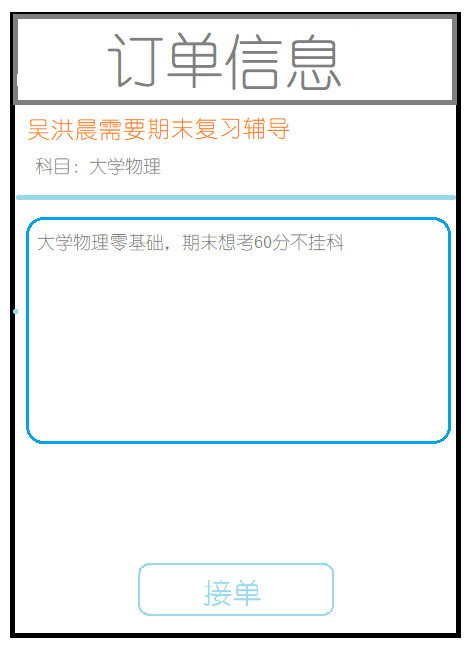 订单信息
吴洪晨需要期末复习辅导
科目：大学物理
大学物理零基础，期末想考60分不挂科
接单